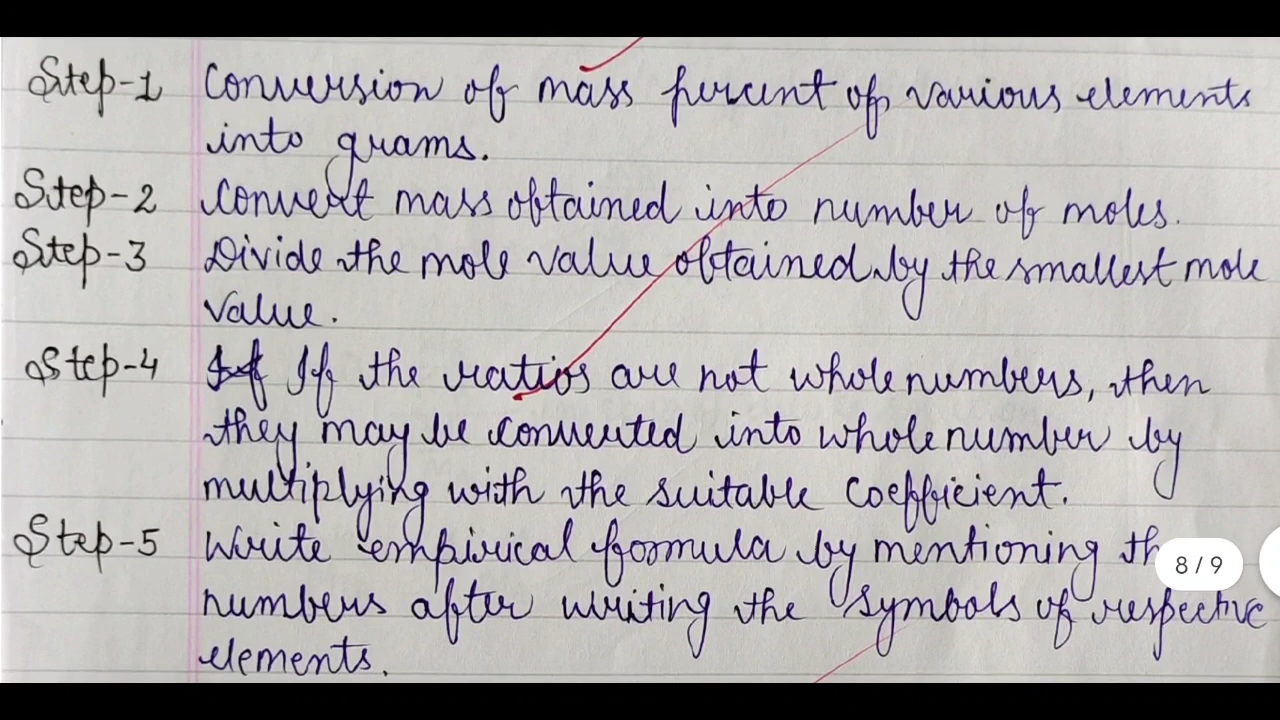 Step-1 Conversion of mass percent of various elements
into grams.
Step-2 Convert mass obtained into number of moles.
Step-3 Divide the mole value obtained by the smallest mole
value.
Step-4 If If the ratios are not whole numbers, then
they may be converted into whole number by
multiplying with the suitable coefficient.
Step-5 Write empirical formula by mentioning th
8/9
numbers after writing the symbols of respective
elements.